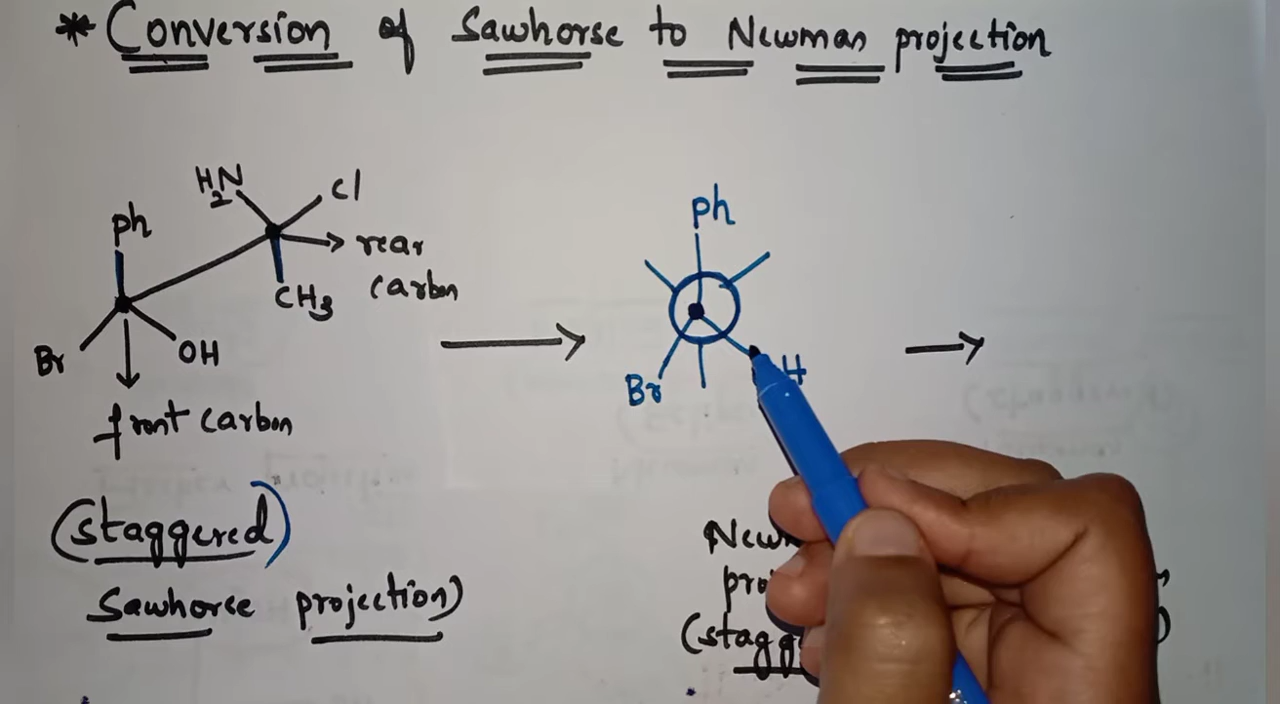 * Conversion of Sawhorse to Newman projection
H2N
Cl
Ph
rear
carbon
CH3
Br
OH
front carbon
(staggered)
Sawhorse projection)
Ph
Br
H